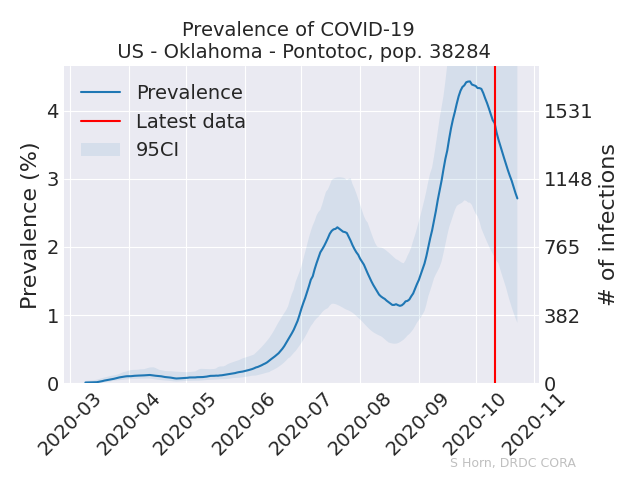 Prevalence of COVID-19
US - Oklahoma - Pontotoc, pop. 38284
Prevalence
Latest data
95CI
Prevalence (%)
4
3
2
1
0
1531
1148
765
382
0
# of infections
2020-03
2020-04
2020-05
2020-06
2020-07
2020-08
2020-09
2020-10
2020-11
S Horn, DRDC CORA